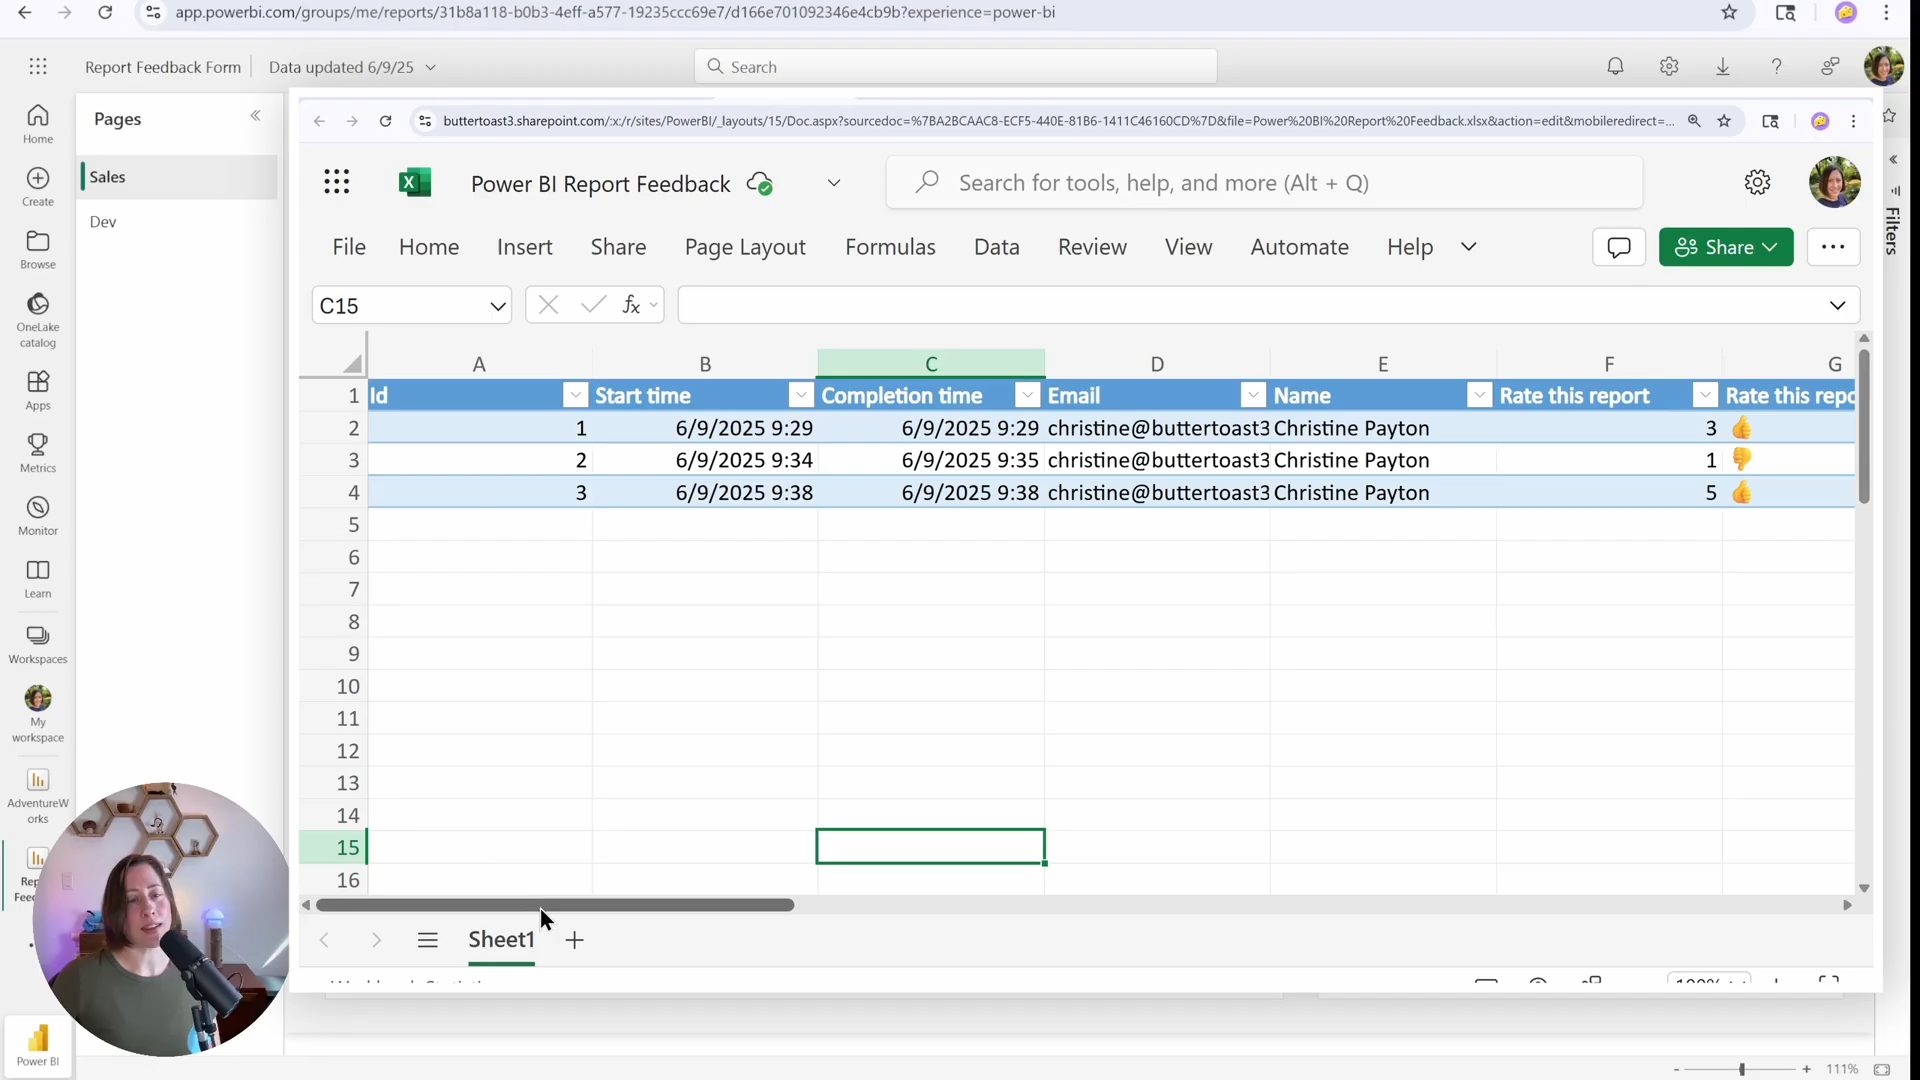 app.powerbi.com/groups/me/reports/31b8a118-b0b3-4eff-a577-19235ccc69e7/d166e701092346e4cb9b?experience=power-bi
Report Feedback Form
Data updated 6/9/25
Search
Home
Create
Browse
OneLake
catalog
Apps
Metrics
Monitor
Learn
Workspaces
My
workspace
AdventureW
orks
Rep
Fee
Power BI
Pages
Sales
Dev
buttertoast3.sharepoint.com/:x:/r/sites/PowerBI/_layouts/15/Doc.aspx?sourcedoc=%7BA2BCAAC8-ECF5-440E-81B6-1411C46160CD%7D&file=Power%20BI%20Report%20Feedback.xlsx&action=edit&mobileredirect=...
Power BI Report Feedback
Search for tools, help, and more (Alt + Q)
File Home Insert Share Page Layout Formulas Data Review View Automate Help
Share
C15
fx
A B C D E F G
1 Id Start time Completion time Email Name Rate this report Rate this repo
2 1 6/9/2025 9:29 6/9/2025 9:29 christine@buttertoast3 Christine Payton 3 👍
3 2 6/9/2025 9:34 6/9/2025 9:35 christine@buttertoast3 Christine Payton 1 👎
4 3 6/9/2025 9:38 6/9/2025 9:38 christine@buttertoast3 Christine Payton 5 👍
5
6
7
8
9
10
11
12
13
14
15
16
Sheet1
Filters
111%